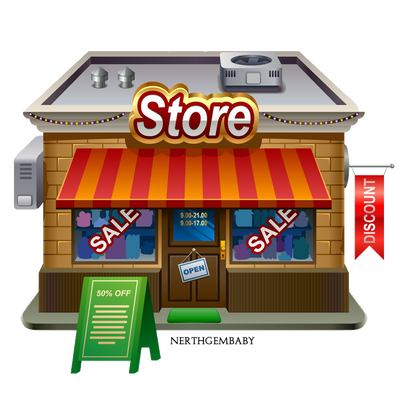 Store
DISCOUNT
9.00-21.00
9.00-17.00
SALE
SALE
OPEN
50% OFF
NERTHGEMBABY